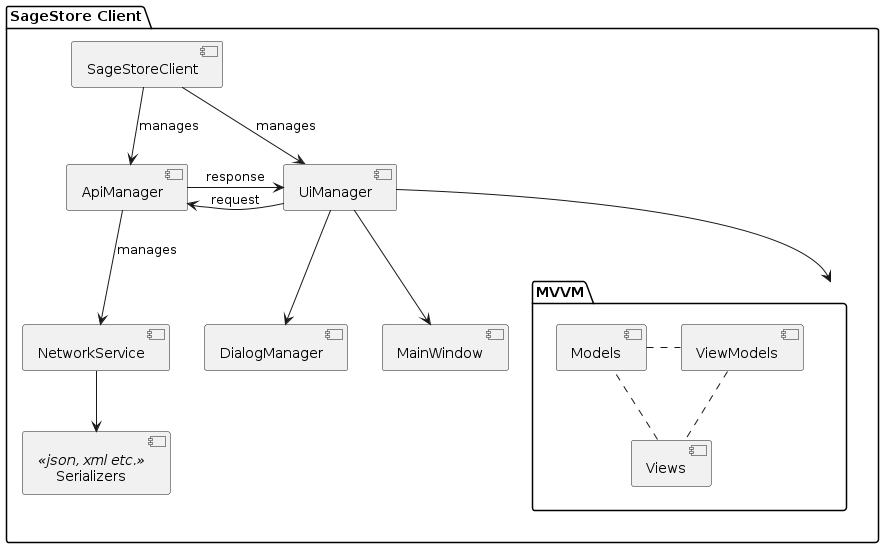 SageStore Client
SageStoreClient
manages
manages
ApiManager
response
request
UiManager
manages
MVVM
NetworkService
DialogManager
MainWindow
Models
ViewModels
«json, xml etc.»
Serializers
Views